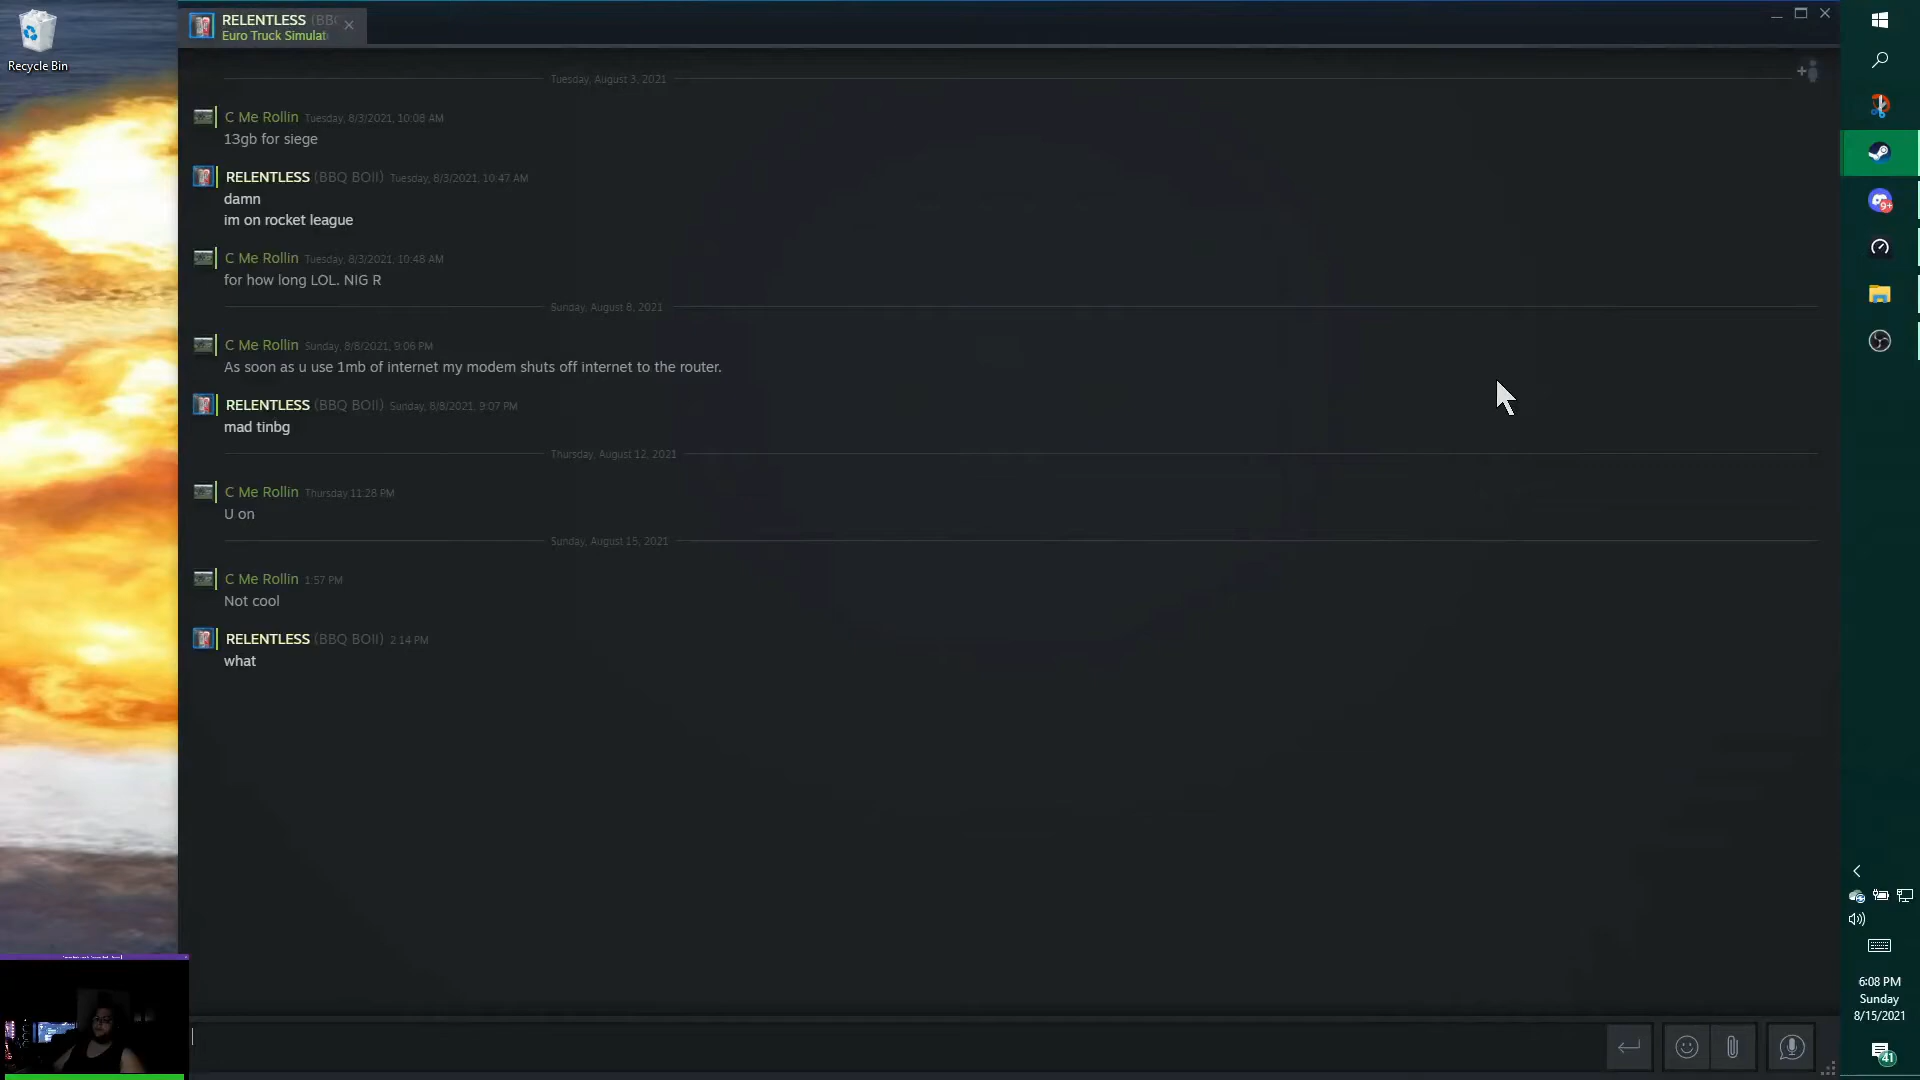 Recycle Bin
RELENTLESS (BBQ
Euro Truck Simulat
Tuesday, August 3, 2021
C Me Rollin Tuesday, 8/3/2021, 10:08 AM
13gb for siege
RELENTLESS (BBQ BOII) Tuesday, 8/3/2021, 10:47 AM
damn
im on rocket league
C Me Rollin Tuesday, 8/3/2021, 10:48 AM
for how long LOL. NIG R
Sunday, August 8, 2021
C Me Rollin Sunday, 8/8/2021, 9:06 PM
As soon as u use 1mb of internet my modem shuts off internet to the router.
RELENTLESS (BBQ BOII) Sunday, 8/8/2021, 9:07 PM
mad tinbg
Thursday, August 12, 2021
C Me Rollin Thursday 11:28 PM
U on
Sunday, August 15, 2021
C Me Rollin 1:57 PM
Not cool
RELENTLESS (BBQ BOII) 2:14 PM
what
9+
6:08 PM
Sunday
8/15/2021
41